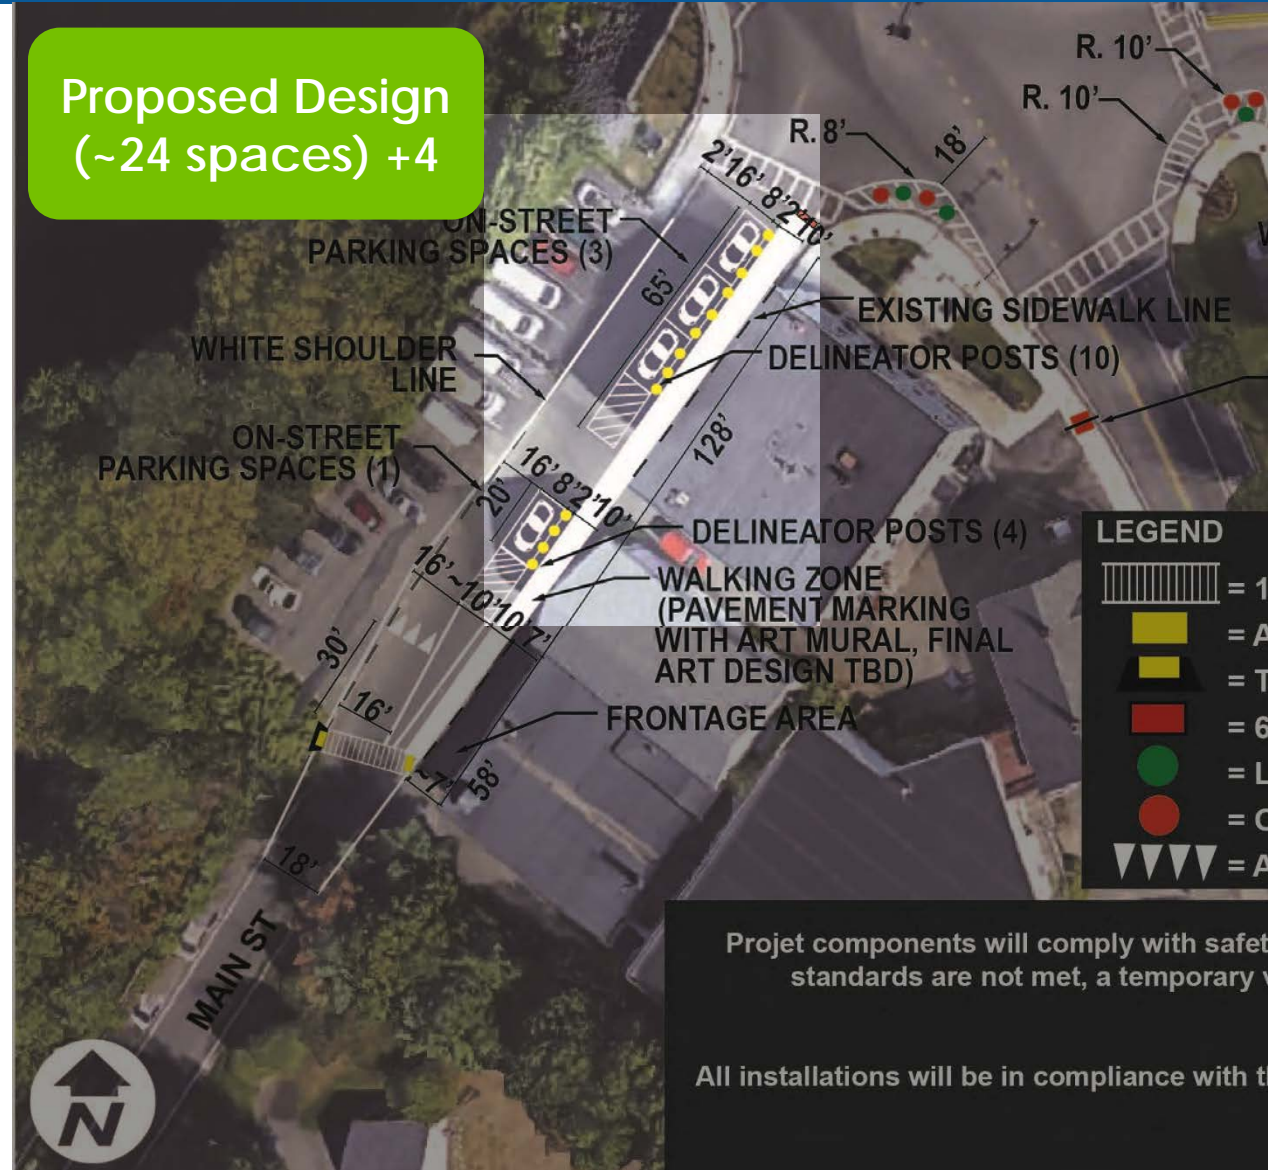 Proposed Design
(~24 spaces) +4
R. 10'
R. 10'
R. 8'
18'
2'
16'
8'
2'
10'
ON-STREET
PARKING SPACES (3)
65'
EXISTING SIDEWALK LINE
WHITE SHOULDER
LINE
DELINEATOR POSTS (10)
128'
ON-STREET
PARKING SPACES (1)
16'
8'
2'
10'
20'
DELINEATOR POSTS (4)
16'
~10'
10'
7'
WALKING ZONE
(PAVEMENT MARKING
WITH ART MURAL, FINAL
ART DESIGN TBD)
30'
16'
FRONTAGE AREA
~7'
58'
18'
MAIN ST
N
LEGEND
= 1
= A
= T
= 6
= L
= A
Projet components will comply with safet
standards are not met, a temporary
All installations will be in compliance with